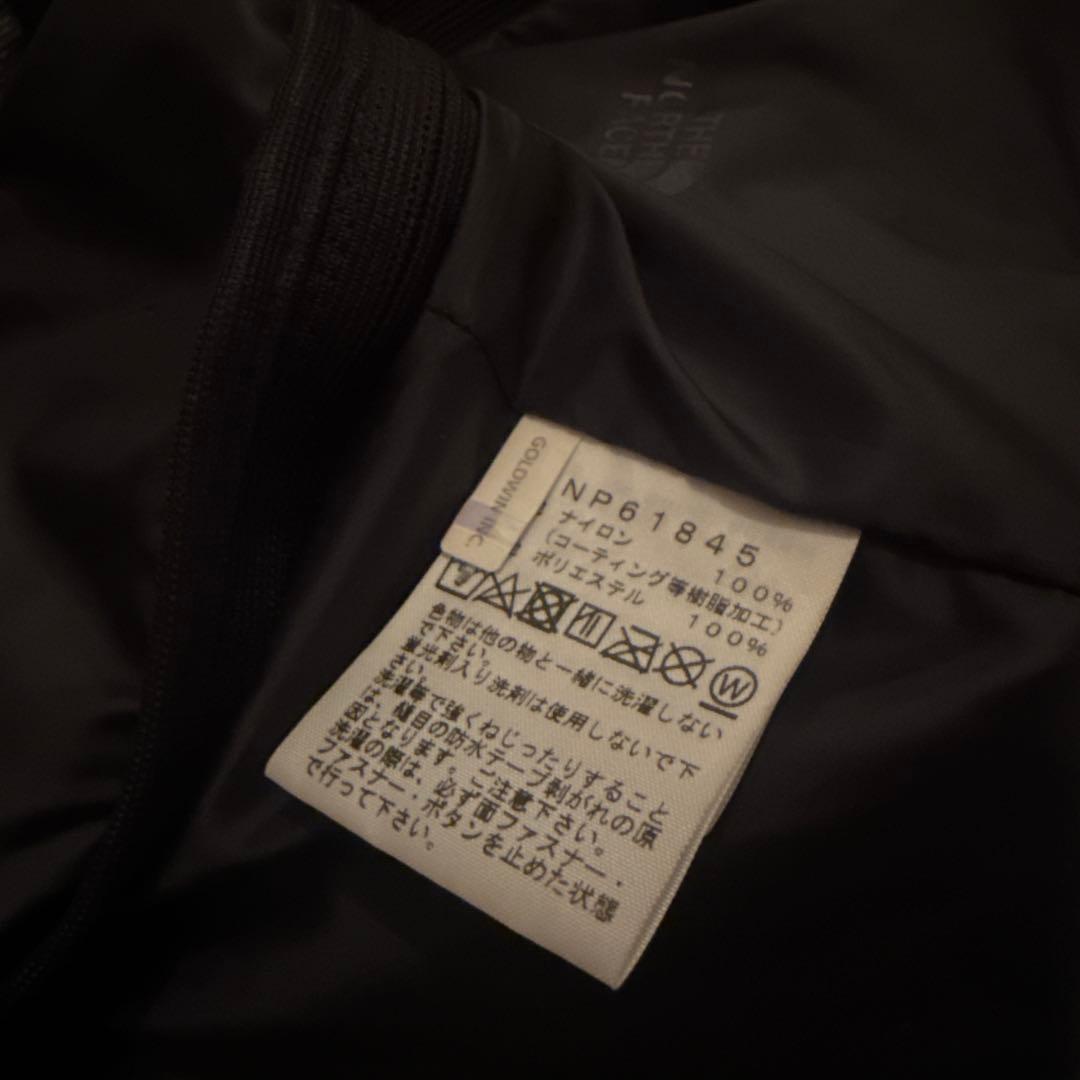 THE
NORTH
FACE
GOLDWIN INC
NP61845
ナイロン 100%
(コーティング等樹脂加工)
ポリエステル 100%
W
色物は他の物と一緒に洗濯しない
で下さい。
蛍光剤入り洗剤は使用しないで下
さい。
洗濯等で強くねじったりすること
は、縫目の防水テープ剥がれの原
因となります。ご注意下さい。
洗濯の際は、必ず面ファスナー・
ファスナー・ボタンを止めた状態
で行って下さい。